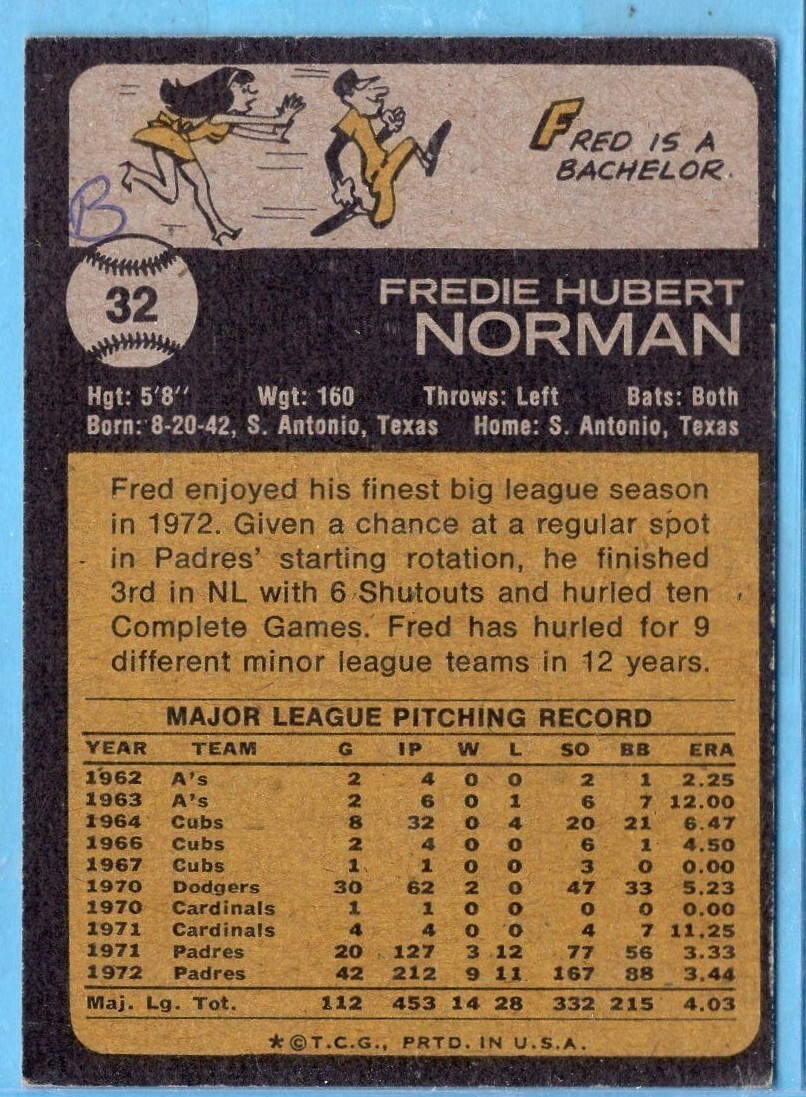 FRED IS A
BACHELOR.
B
32
FREDIE HUBERT
NORMAN
Hgt: 5'8" Wgt: 160 Throws: Left Bats: Both
Born: 8-20-42, S. Antonio, Texas Home: S. Antonio, Texas
Fred enjoyed his finest big league season
in 1972. Given a chance at a regular spot
in Padres' starting rotation, he finished
3rd in NL with 6 Shutouts and hurled ten
Complete Games. Fred has hurled for 9
different minor league teams in 12 years.
MAJOR LEAGUE PITCHING RECORD
YEAR TEAM G IP W L SO BB ERA
1962 A's 2 4 0 0 2 1 2.25
1963 A's 2 6 0 1 6 7 12.00
1964 Cubs 8 32 0 4 20 21 6.47
1966 Cubs 2 4 0 0 6 1 4.50
1967 Cubs 1 1 0 0 3 0 0.00
1970 Dodgers 30 62 2 0 47 33 5.23
1970 Cardinals 1 1 0 0 0 0 0.00
1971 Cardinals 4 4 0 0 4 7 11.25
1971 Padres 20 127 3 12 77 56 3.33
1972 Padres 42 212 9 11 167 88 3.44
Maj. Lg. Tot. 112 453 14 28 332 215 4.03
*©T.C.G., PRTD. IN U.S.A.